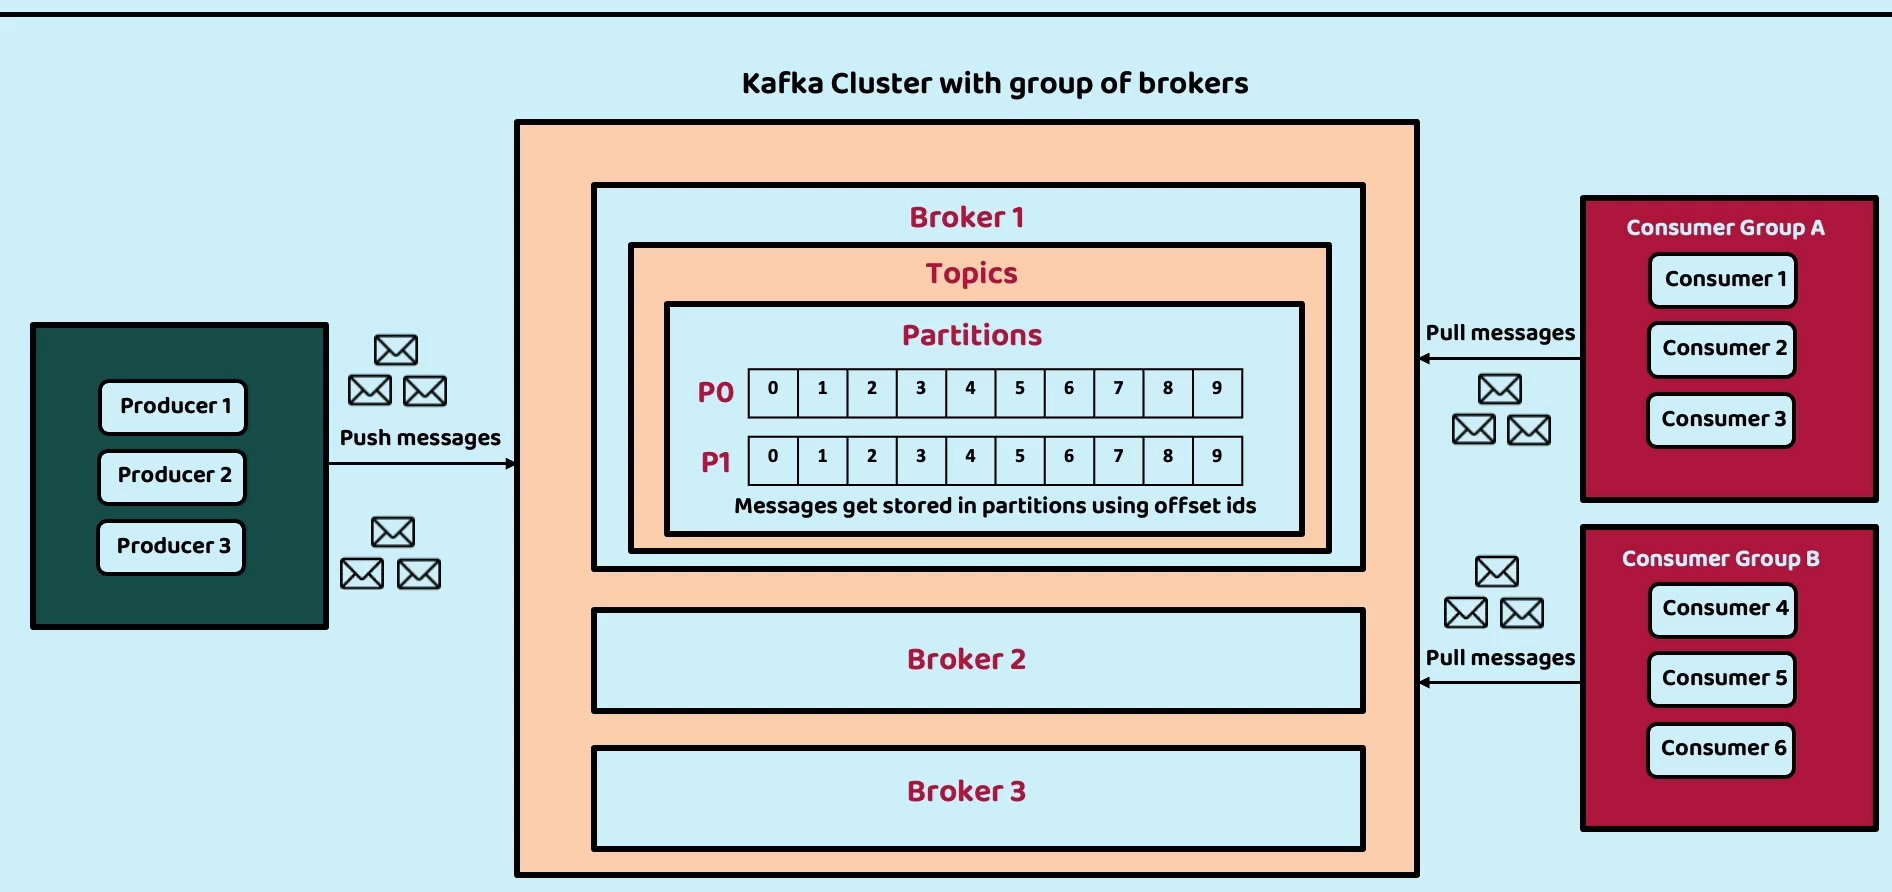 Kafka Cluster with group of brokers
Producer 1
Producer 2
Producer 3
Push messages
Broker 1
Topics
Partitions
P0 0 1 2 3 4 5 6 7 8 9
P1 0 1 2 3 4 5 6 7 8 9
Messages get stored in partitions using offset ids
Broker 2
Broker 3
Pull messages
Consumer Group A
Consumer 1
Consumer 2
Consumer 3
Pull messages
Consumer Group B
Consumer 4
Consumer 5
Consumer 6